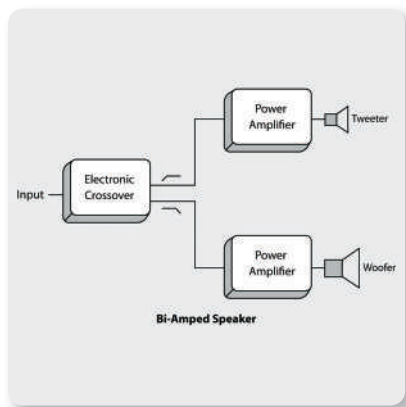 Power
Amplifier
Tweeter
Electronic
Crossover
Input
Power
Amplifier
Woofer
Bi-Amped Speaker